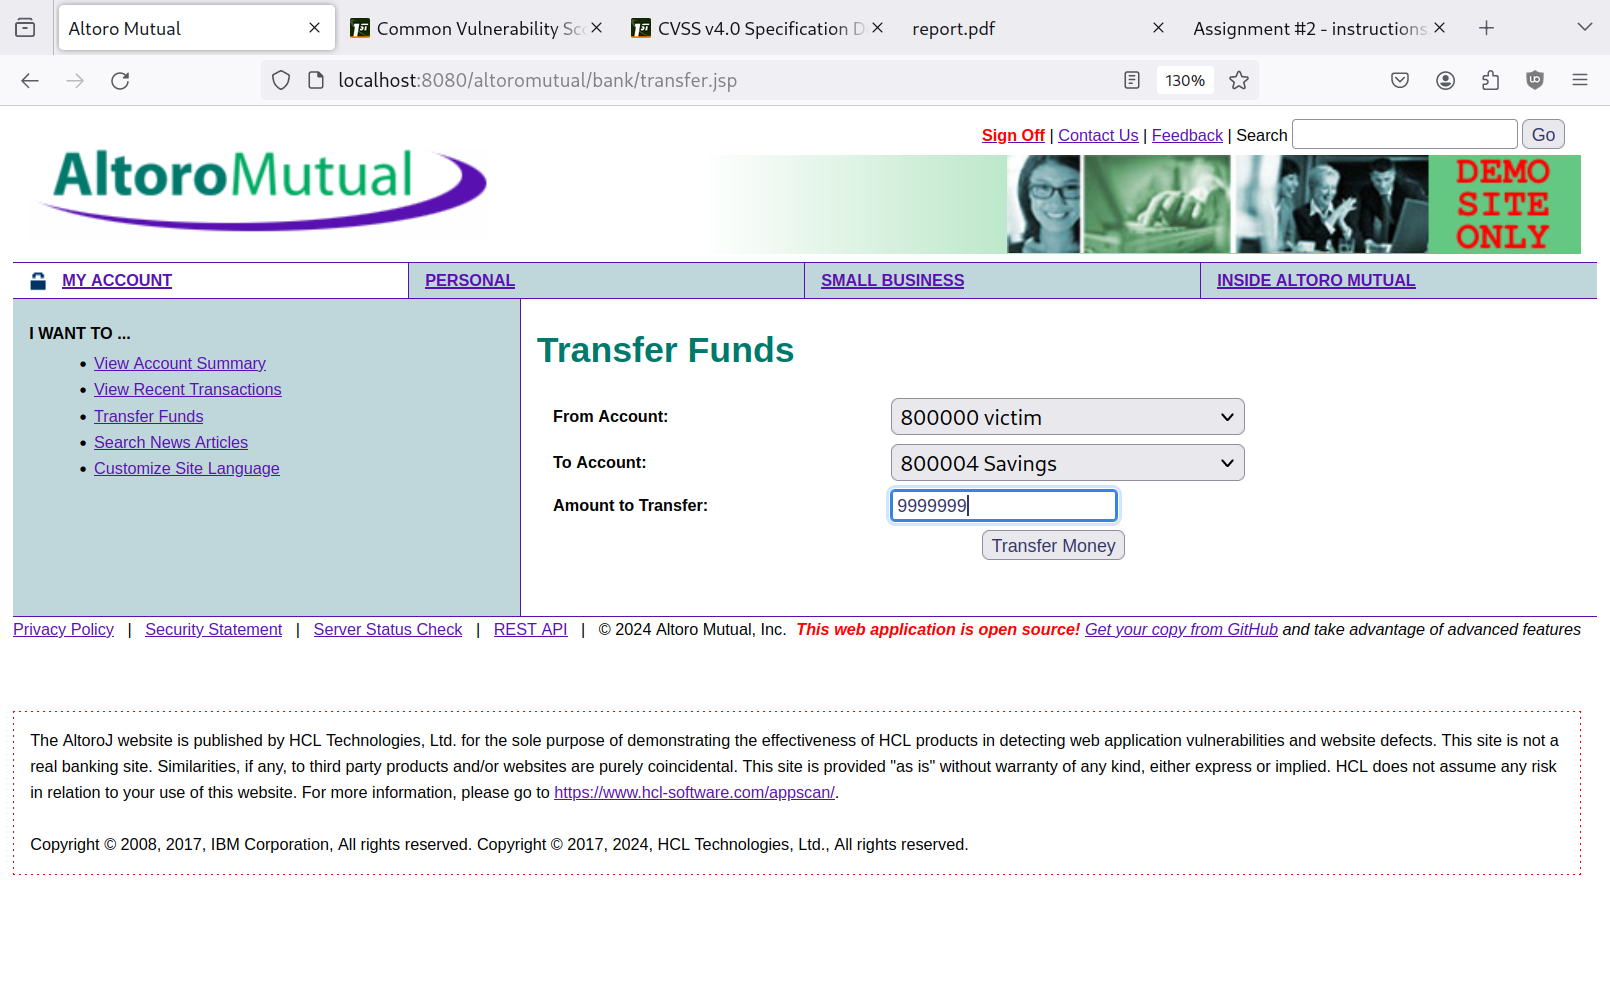 Altoro Mutual
Common Vulnerability Sc
CVSS v4.0 Specification D
report.pdf
Assignment #2 - instructions
localhost:8080/altoromutual/bank/transfer.jsp
130%
Sign Off | Contact Us | Feedback | Search
Go
AltoroMutual
DEMO
SITE
ONLY
MY ACCOUNT
PERSONAL
SMALL BUSINESS
INSIDE ALTORO MUTUAL
I WANT TO ...
• View Account Summary
• View Recent Transactions
• Transfer Funds
• Search News Articles
• Customize Site Language
Transfer Funds
From Account:
800000 victim
To Account:
800004 Savings
Amount to Transfer:
9999999
Transfer Money
Privacy Policy | Security Statement | Server Status Check | REST API | © 2024 Altoro Mutual, Inc. This web application is open source! Get your copy from GitHub and take advantage of advanced features
The AltoroJ website is published by HCL Technologies, Ltd. for the sole purpose of demonstrating the effectiveness of HCL products in detecting web application vulnerabilities and website defects. This site is not a
real banking site. Similarities, if any, to third party products and/or websites are purely coincidental. This site is provided "as is" without warranty of any kind, either express or implied. HCL does not assume any risk
in relation to your use of this website. For more information, please go to https://www.hcl-software.com/appscan/.
Copyright © 2008, 2017, IBM Corporation, All rights reserved. Copyright © 2017, 2024, HCL Technologies, Ltd., All rights reserved.